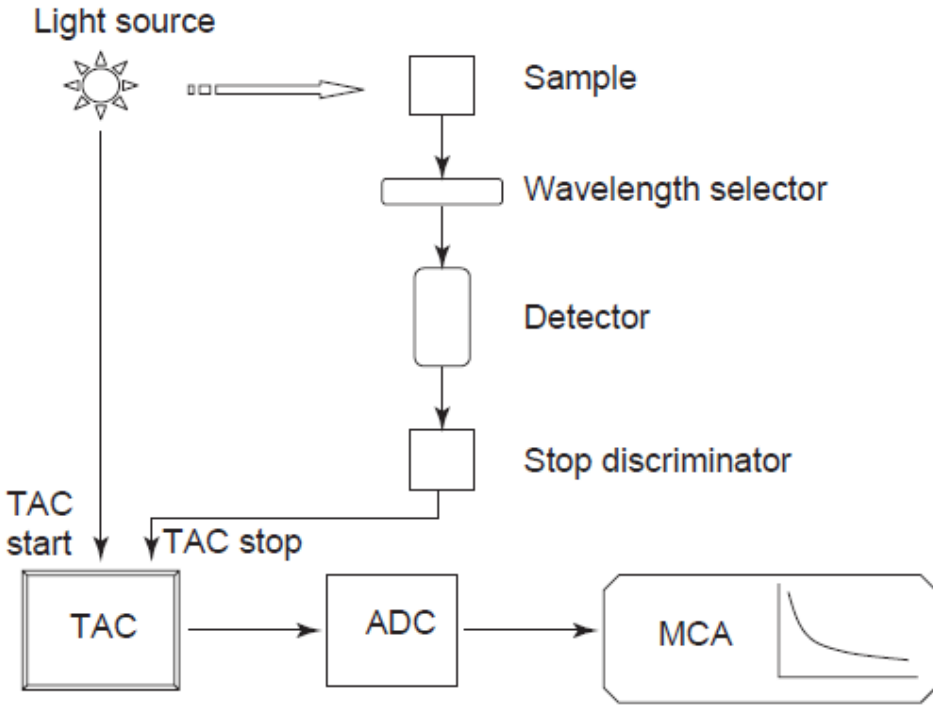 Light source
Sample
Wavelength selector
Detector
Stop discriminator
TAC
start
TAC stop
TAC
ADC
MCA